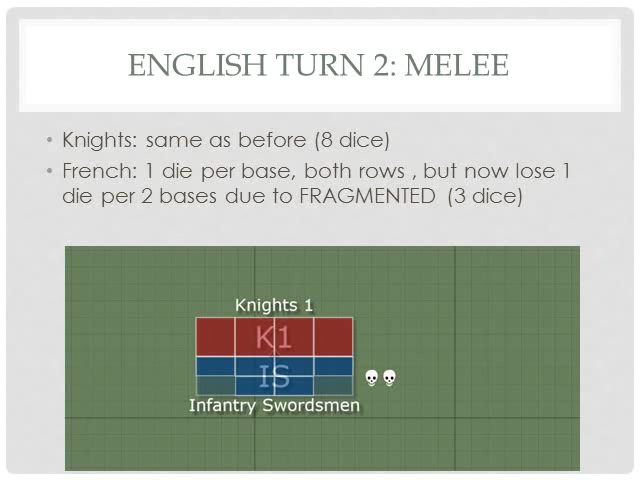 ENGLISH TURN 2: MELEE
• Knights: same as before (8 dice)
• French: 1 die per base, both rows , but now lose 1
die per 2 bases due to FRAGMENTED (3 dice)
Knights 1
K1
IS
Infantry Swordsmen